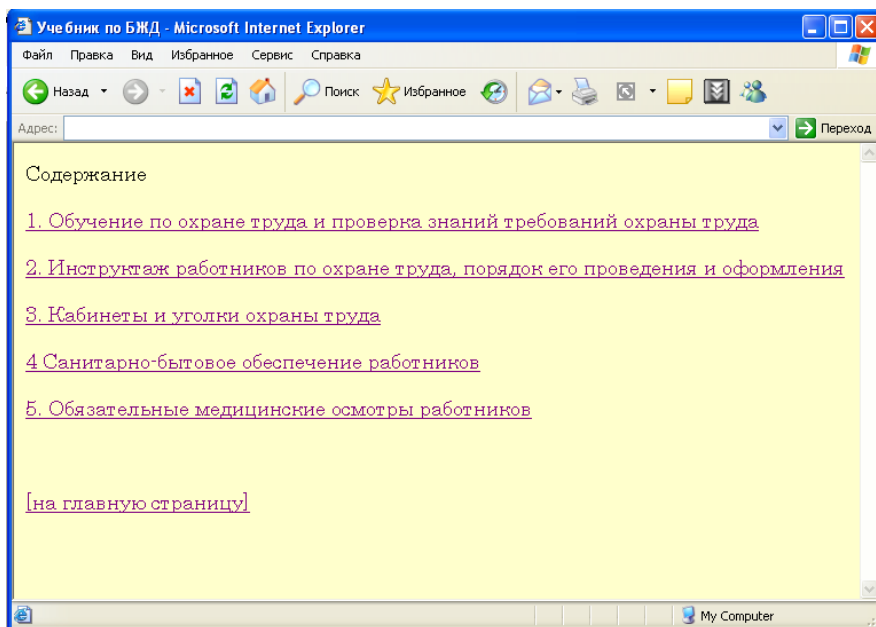 Учебник по БЖД - Microsoft Internet Explorer
Файл Правка Вид Избранное Сервис Справка
Назад Поиск Избранное
Адрес: Переход
Содержание
1. Обучение по охране труда и проверка знаний требований охраны труда
2. Инструктаж работников по охране труда, порядок его проведения и оформления
3. Кабинеты и уголки охраны труда
4 Санитарно-бытовое обеспечение работников
5. Обязательные медицинские осмотры работников
[на главную страницу]
My Computer